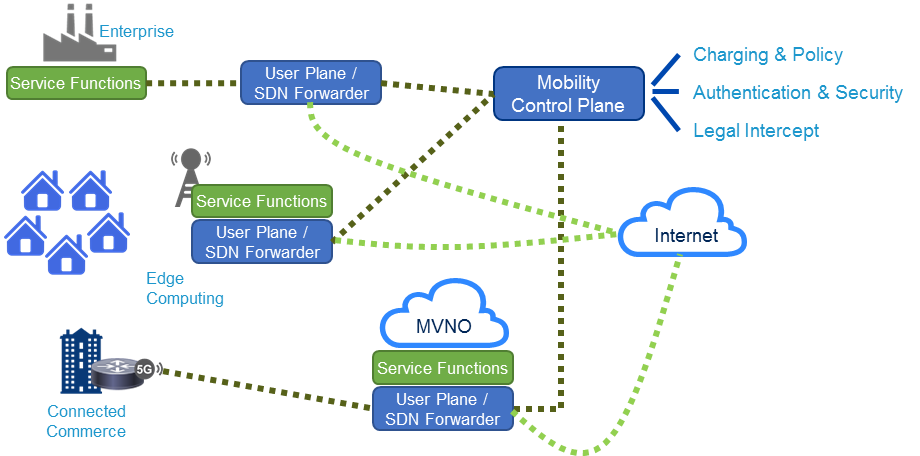 Enterprise
Service Functions
User Plane /
SDN Forwarder
Mobility
Control Plane
Charging & Policy
Authentication & Security
Legal Intercept
Service Functions
User Plane /
SDN Forwarder
Internet
Edge
Computing
MVNO
Service Functions
5G
User Plane /
SDN Forwarder
Connected
Commerce